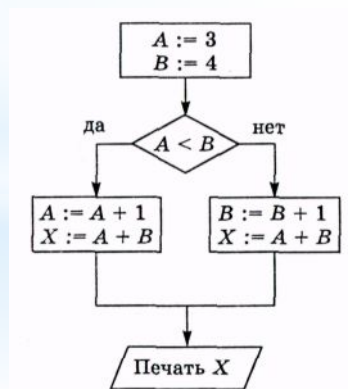 A := 3
B := 4
да
A < B
нет
A := A + 1
X := A + B
B := B + 1
X := A + B
Печать X